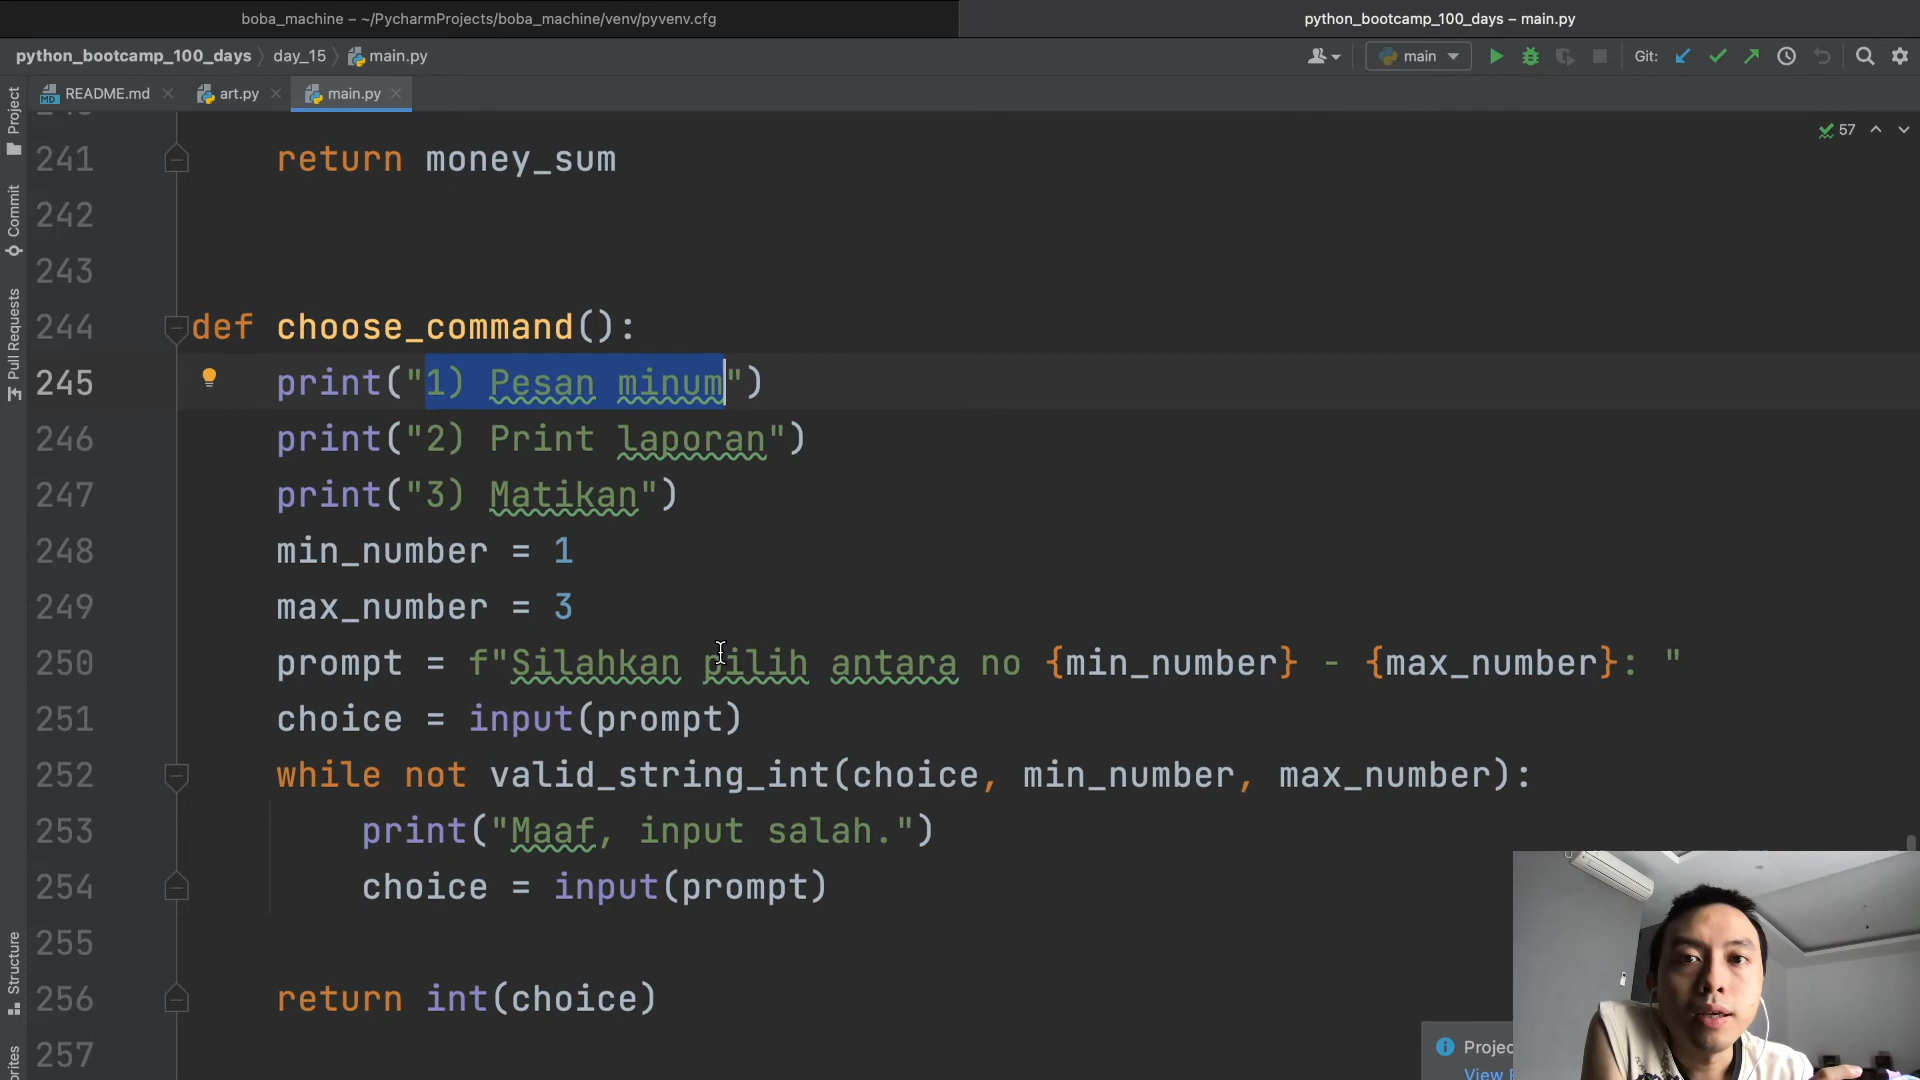 boba_machine – ~/PycharmProjects/boba_machine/venv/pyvenv.cfg
python_bootcamp_100_days – main.py
python_bootcamp_100_days 〉 day_15 〉 main.py
main
Git:
README.md
art.py
main.py
Project
Commit
Pull Requests
Structure
57
241 return money_sum
242
243
244 def choose_command():
245 print("1) Pesan minum")
246 print("2) Print laporan")
247 print("3) Matikan")
248 min_number = 1
249 max_number = 3
250 prompt = f"Silahkan pilih antara no {min_number} - {max_number}: "
251 choice = input(prompt)
252 while not valid_string_int(choice, min_number, max_number):
253 print("Maaf, input salah.")
254 choice = input(prompt)
255
256 return int(choice)
257